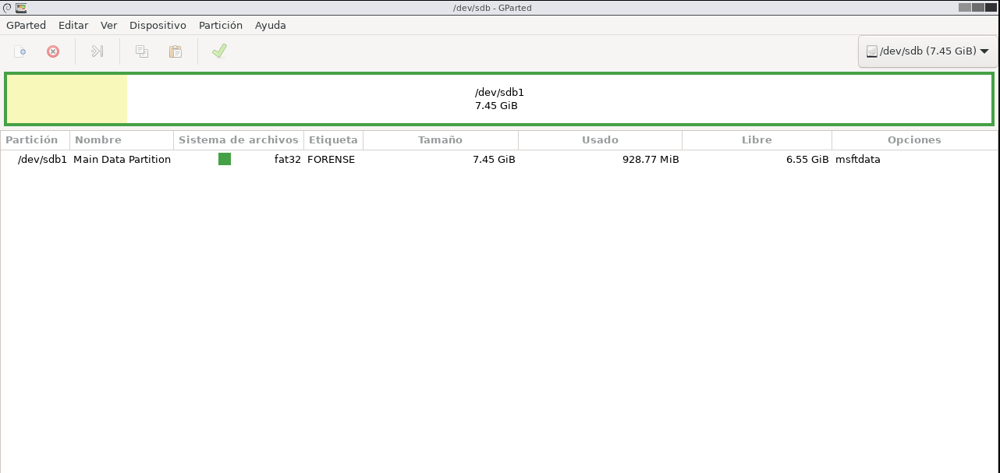 /dev/sdb - GParted
GParted Editar Ver Dispositivo Partición Ayuda
/dev/sdb (7.45 GiB)
/dev/sdb1
7.45 GiB
Partición Nombre Sistema de archivos Etiqueta Tamaño Usado Libre Opciones
/dev/sdb1 Main Data Partition fat32 FORENSE 7.45 GiB 928.77 MiB 6.55 GiB msftdata